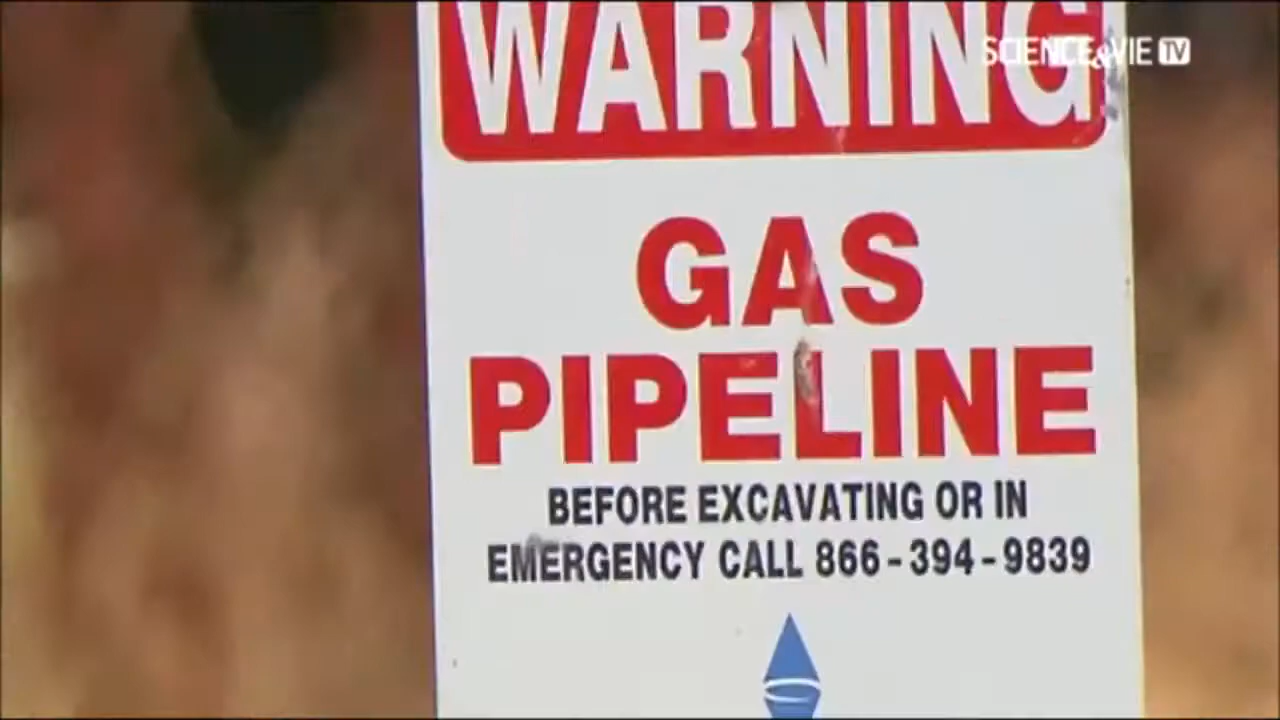 WARNING
SCIENCE&VIE TV
GAS
PIPELINE
BEFORE EXCAVATING OR IN
EMERGENCY CALL 866-394-9839